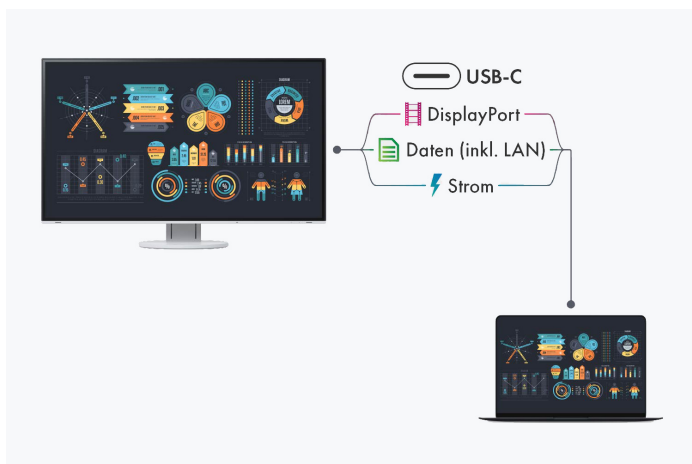 USB-C
DisplayPort
Daten (inkl. LAN)
Strom